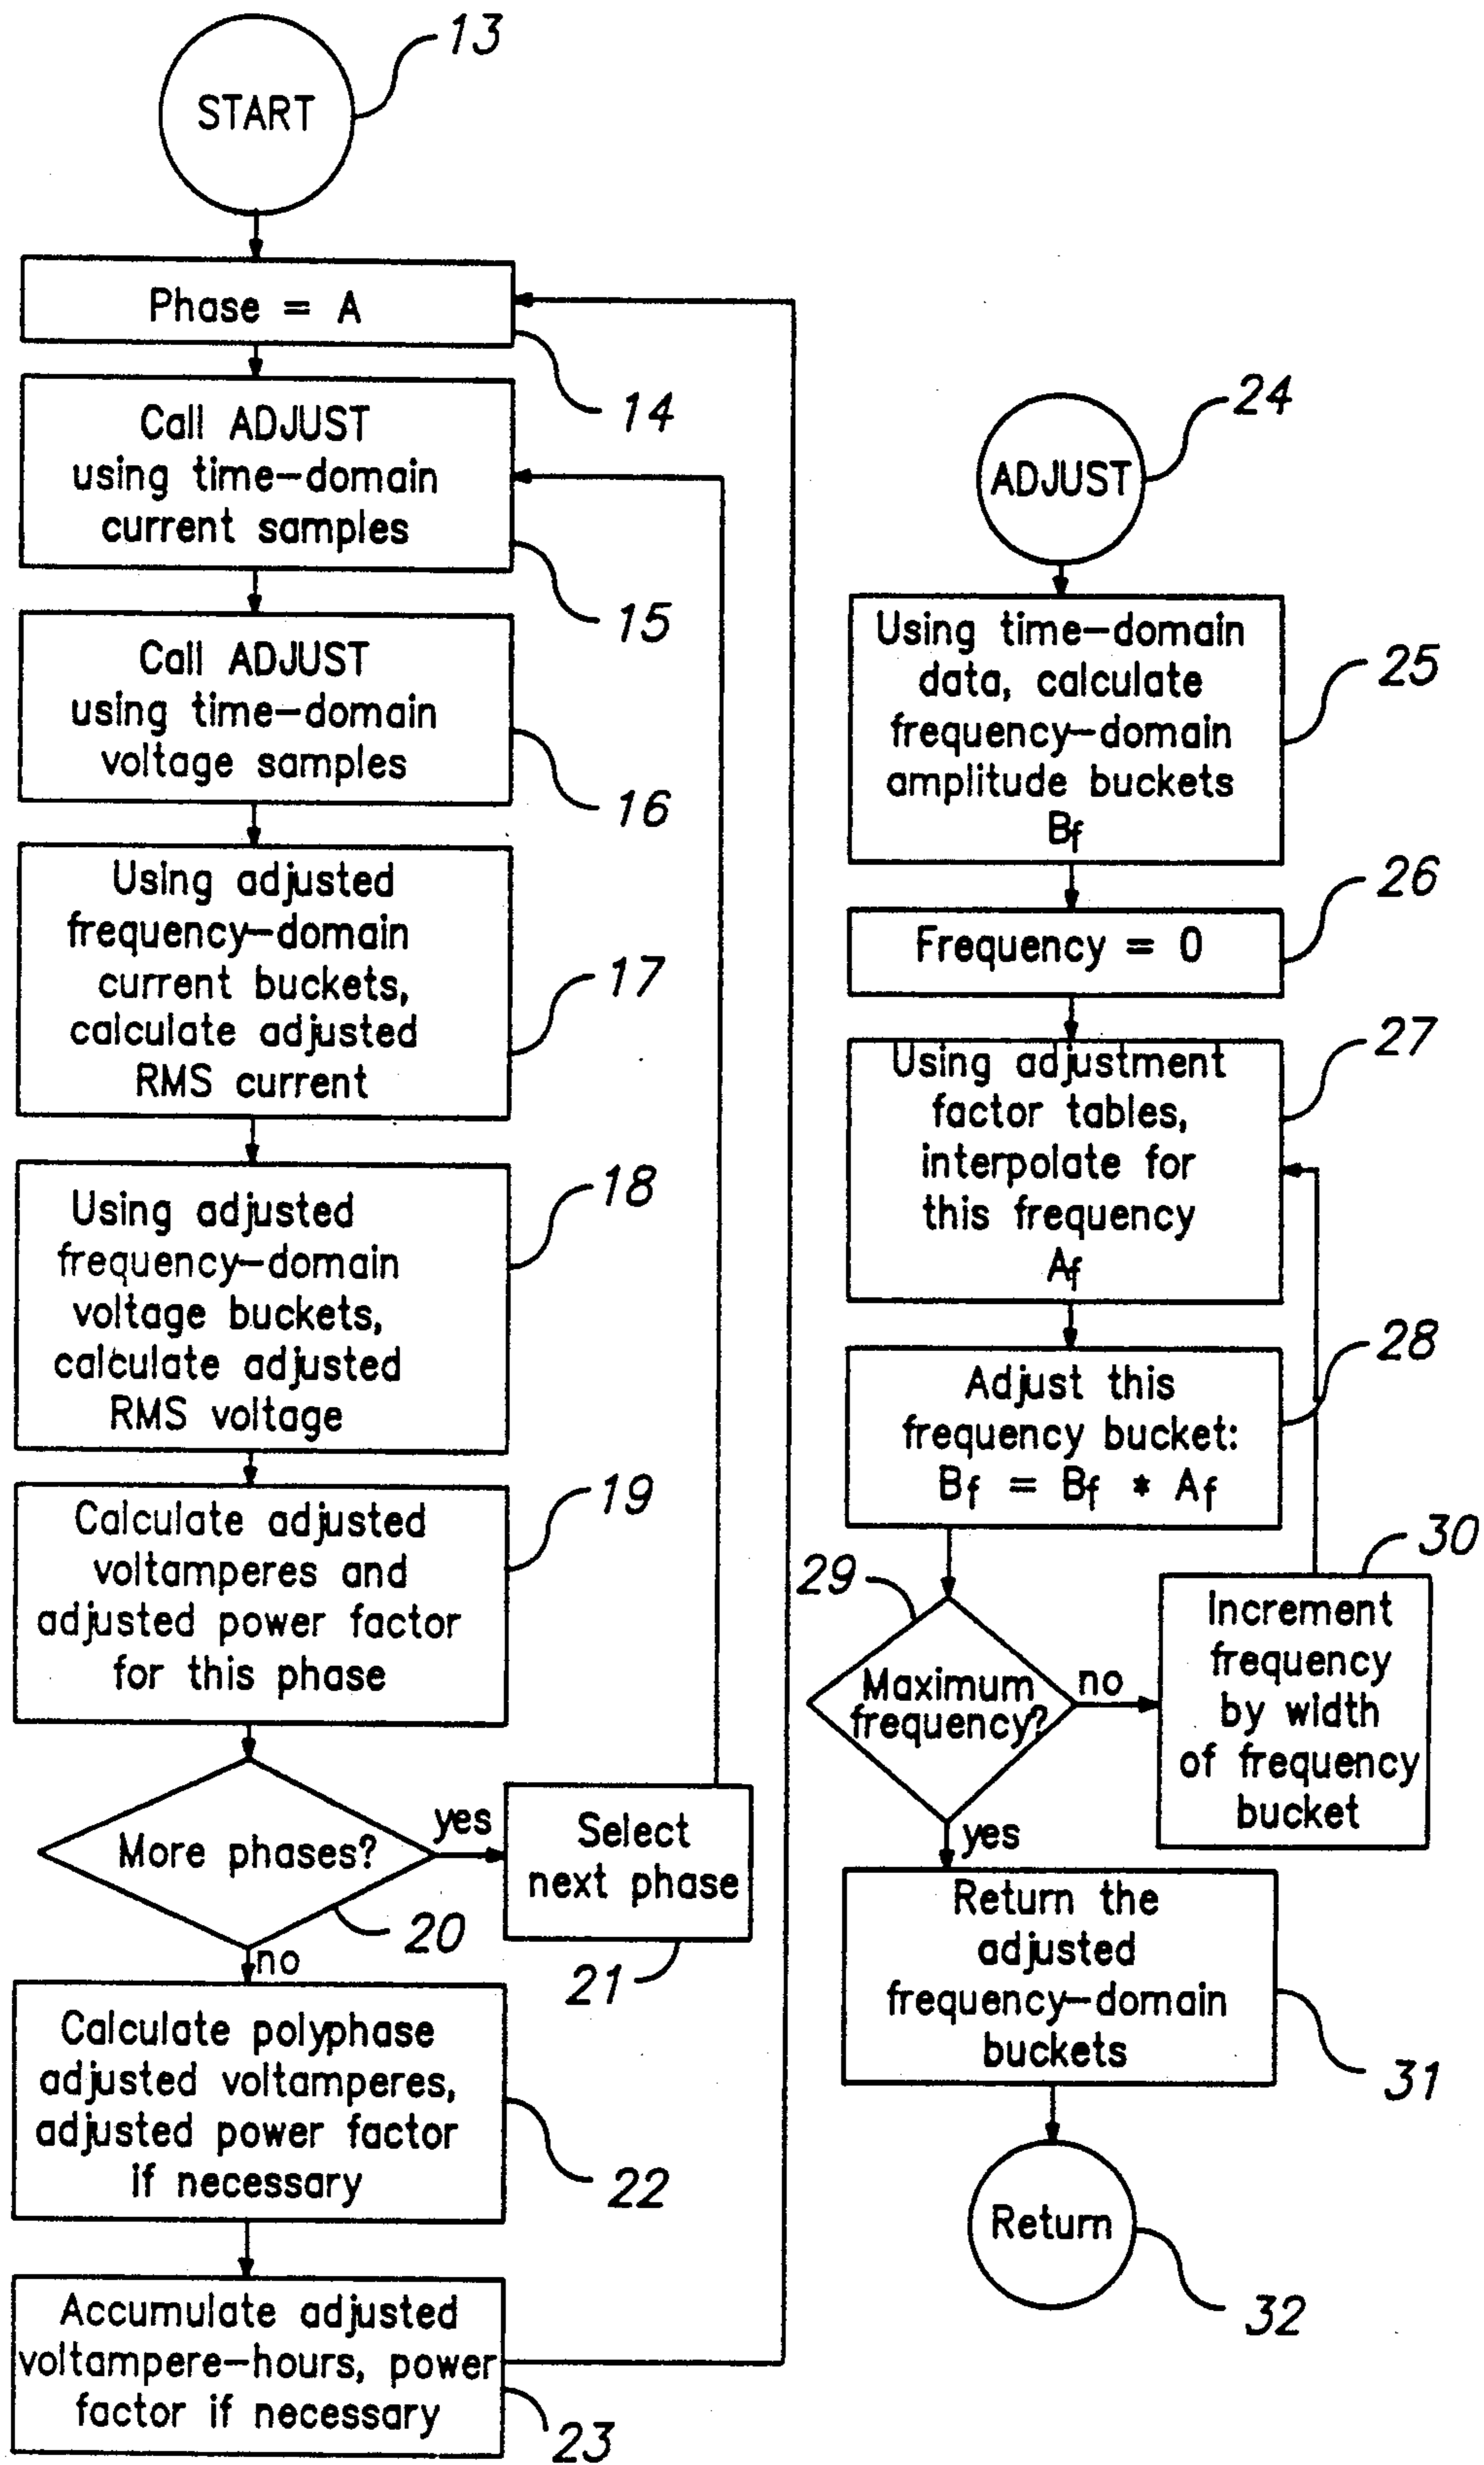 13
START
Phase = A
14
Call ADJUST
using time-domain
current samples
15
Call ADJUST
using time-domain
voltage samples
16
Using adjusted
frequency-domain
current buckets,
calculate adjusted
RMS current
17
Using adjusted
frequency-domain
voltage buckets,
calculate adjusted
RMS voltage
18
Calculate adjusted
voltamperes and
adjusted power factor
for this phase
19
More phases?
20
yes
no
Select
next phase
21
Calculate polyphase
adjusted voltamperes,
adjusted power factor
if necessary
22
Accumulate adjusted
voltampere-hours, power
factor if necessary
23
24
ADJUST
Using time-domain
data, calculate
frequency-domain
amplitude buckets
Bf
25
Frequency = 0
26
Using adjustment
factor tables,
interpolate for
this frequency
Af
27
Adjust this
frequency bucket:
Bf = Bf * Af
28
29
Maximum
frequency?
no
yes
30
Increment
frequency
by width
of frequency
bucket
Return the
adjusted
frequency-domain
buckets
31
Return
32